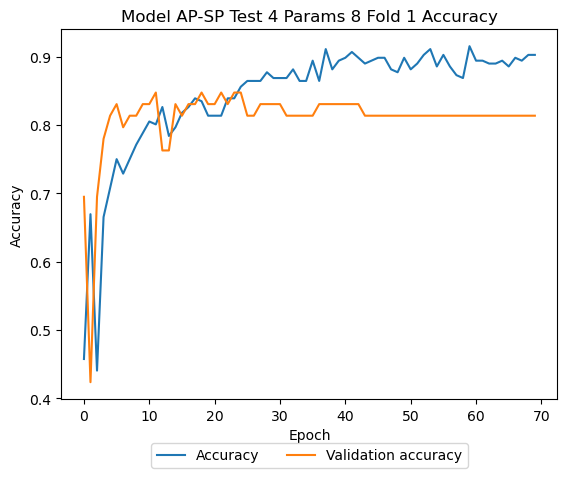 Model AP-SP Test 4 Params 8 Fold 1 Accuracy
Accuracy
0.9
0.8
0.7
0.6
0.5
0.4
0 10 20 30 40 50 60 70
Epoch
Accuracy Validation accuracy